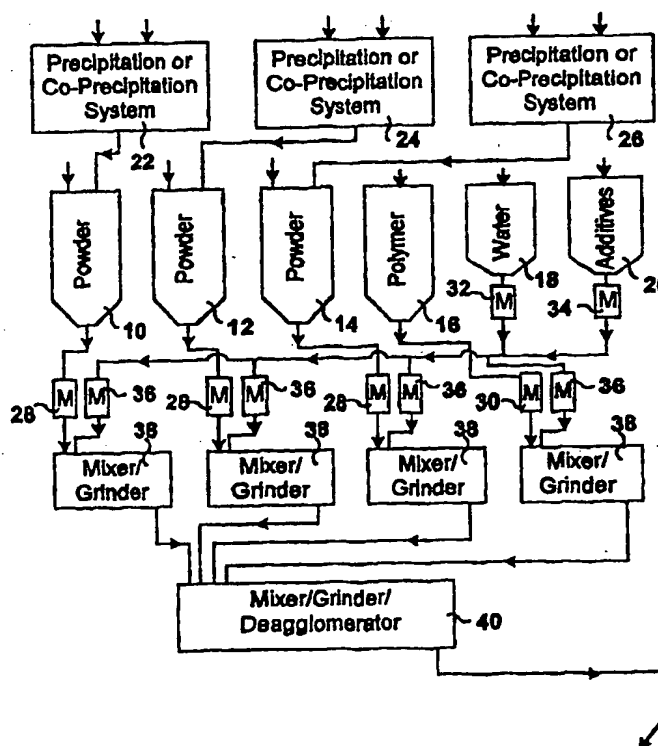 Precipitation or
Co-Precipitation
System
22
Precipitation or
Co-Precipitation
System
24
Precipitation or
Co-Precipitation
System
26
Powder
10
Powder
12
Powder
14
Polymer
16
Water
18
Additives
32
M
34
M
28
M
M
36
28
M
M
36
28
M
M
36
30
M
M
36
38
Mixer/
Grinder
38
Mixer/
Grinder
38
Mixer/
Grinder
38
Mixer/
Grinder
Mixer/Grinder/
Deagglomerator
40